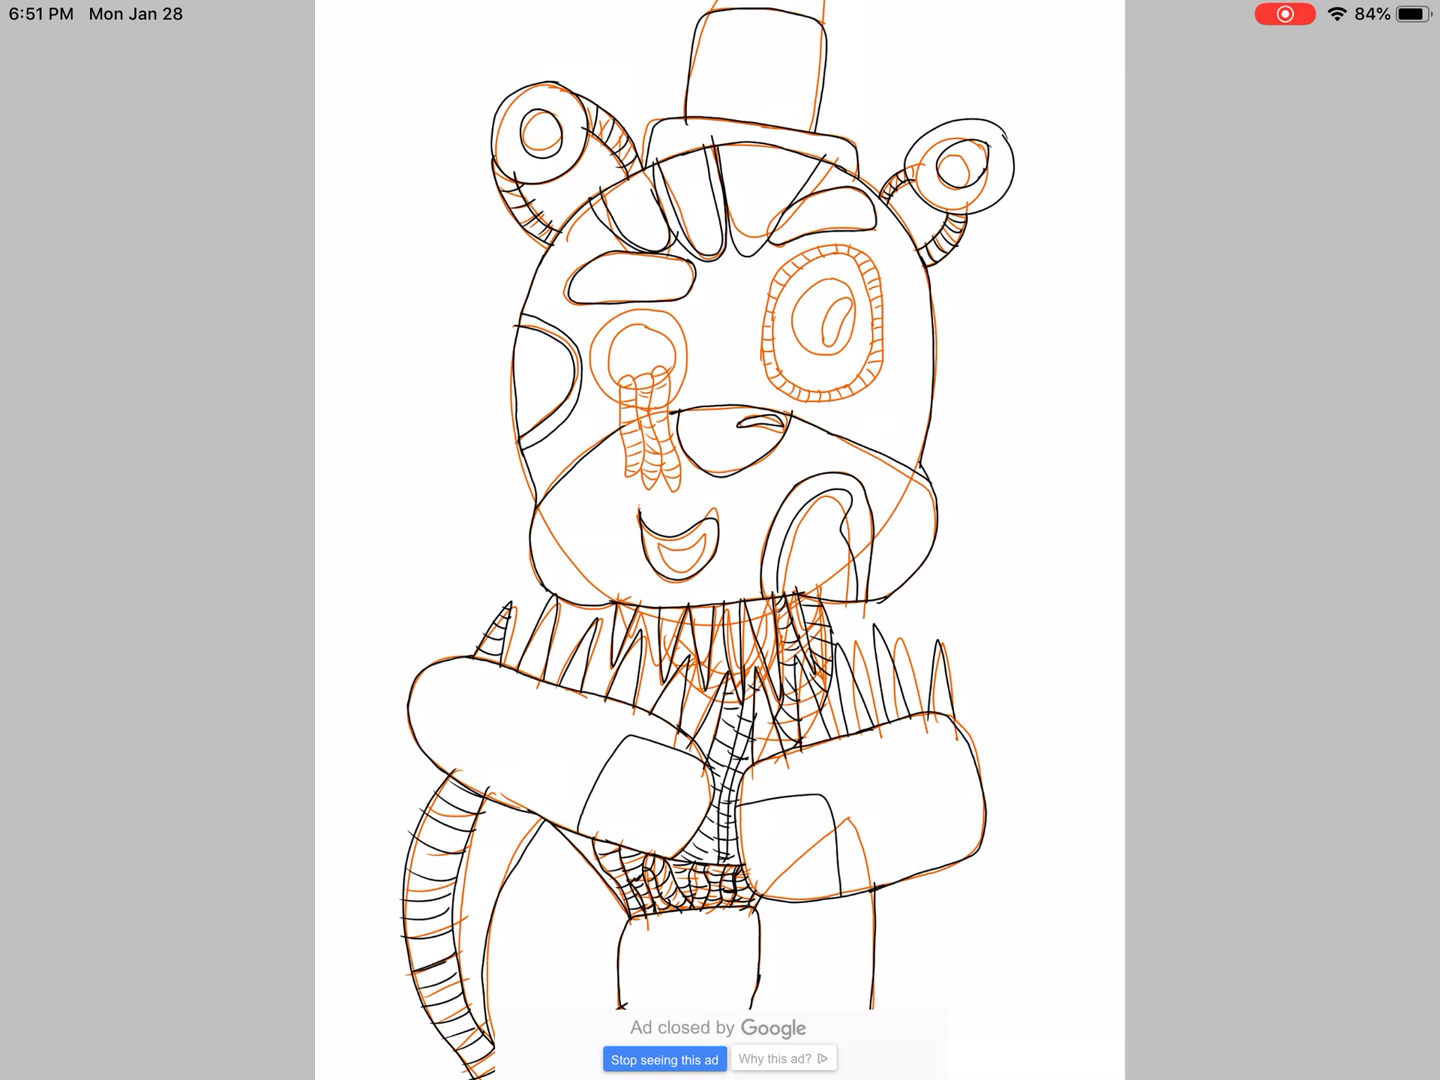 6:51 PM Mon Jan 28
84%
Ad closed by Google
Stop seeing this ad
Why this ad?